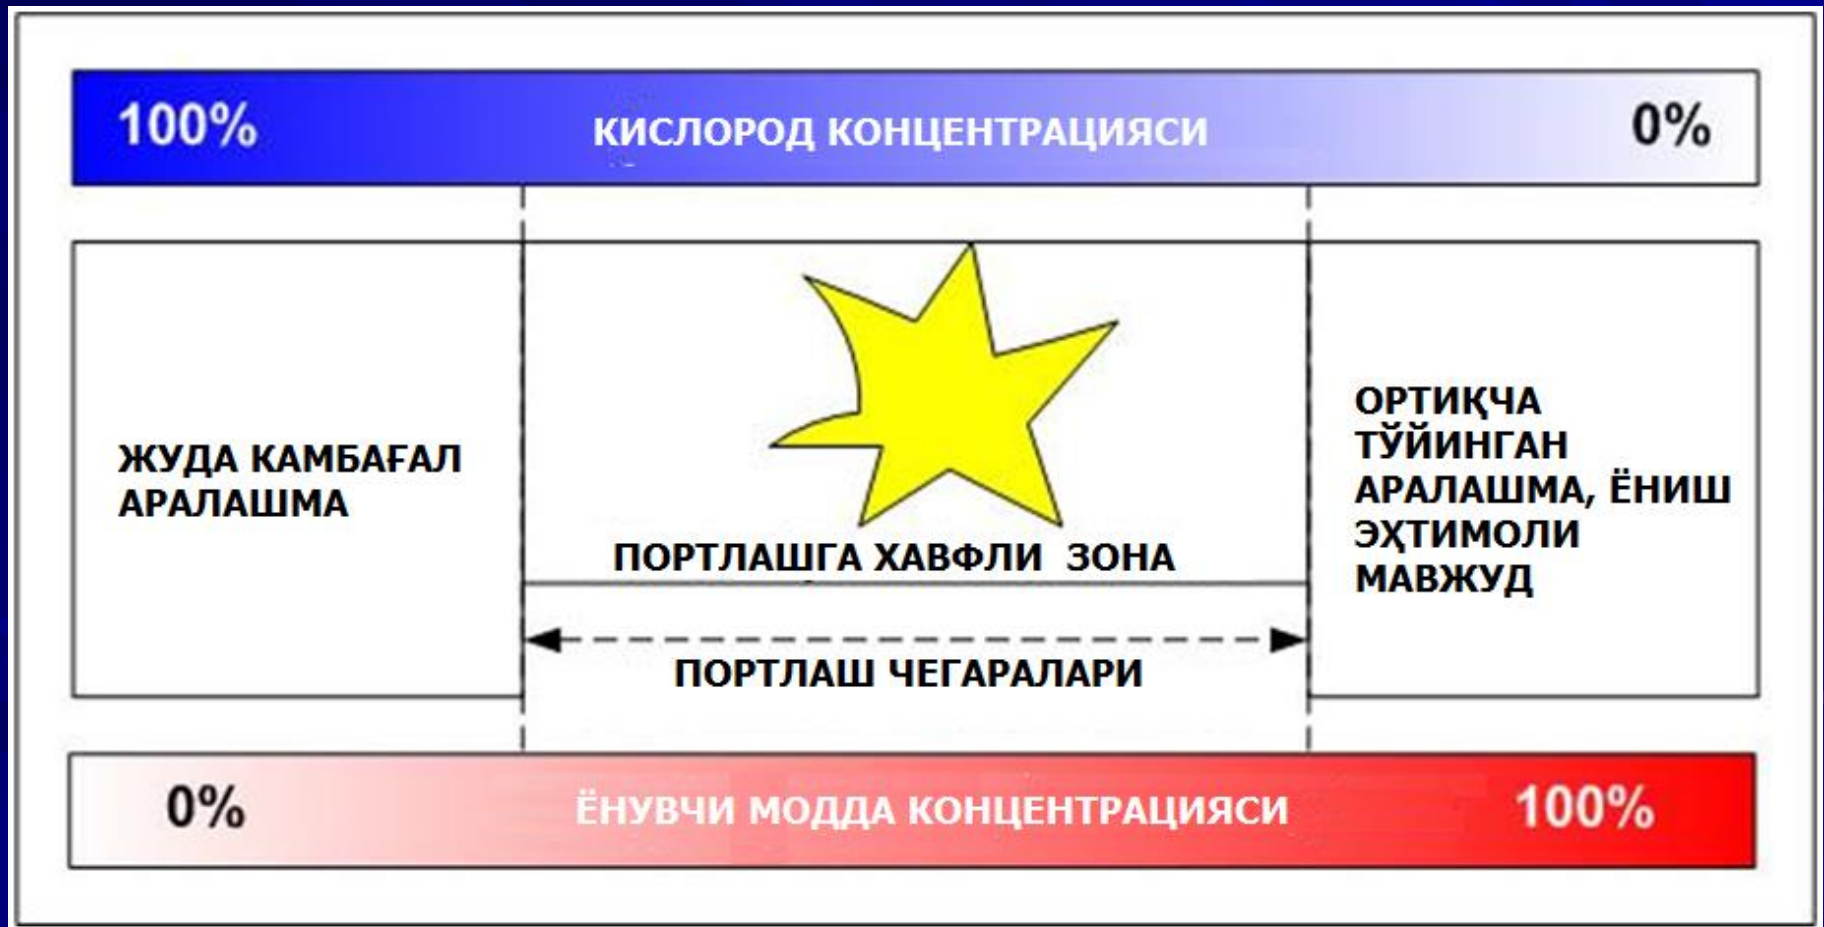 100% КИСЛОРОД КОНЦЕНТРАЦИЯСИ 0%
ЖУДА КАМБАҒАЛ
АРАЛАШМА
ПОРТЛАШГА ХАВФЛИ ЗОНА
ПОРТЛАШ ЧЕГАРАЛАРИ
ОРТИҚЧА
ТЎЙИНГАН
АРАЛАШМА, ЁНИШ
ЭҲТИМОЛИ
МАВЖУД
0% ЁНУВЧИ МОДДА КОНЦЕНТРАЦИЯСИ 100%